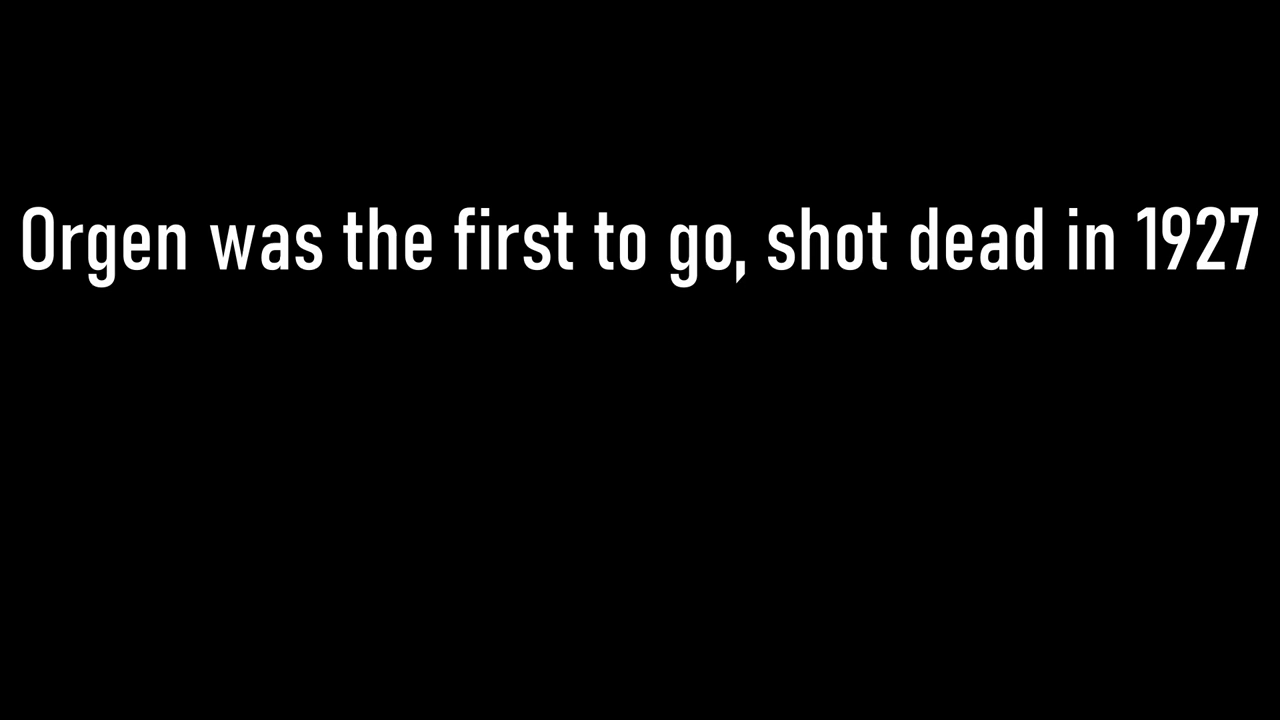 Orgen was the first to go, shot dead in 1927